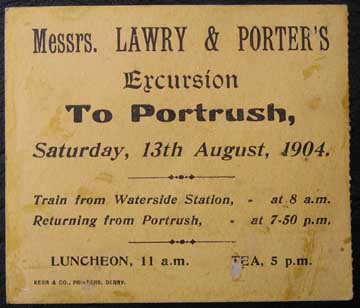 Messrs. LAWRY & PORTER'S
Excursion
To Portrush,
Saturday, 13th August, 1904.
Train from Waterside Station, - at 8 a.m.
Returning from Portrush, - at 7-50 p.m.
LUNCHEON, 11 a.m. TEA, 5 p.m.
KERR & CO., PRINTERS, DERRY.